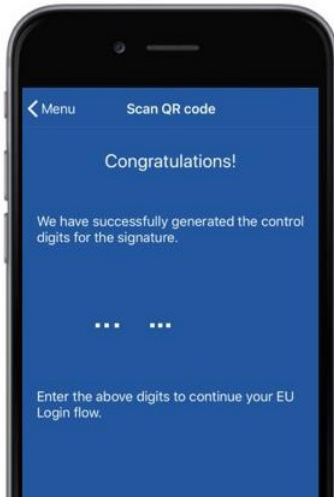 Menu Scan QR code
Congratulations!
We have successfully generated the control
digits for the signature.
... ...
Enter the above digits to continue your EU
Login flow.